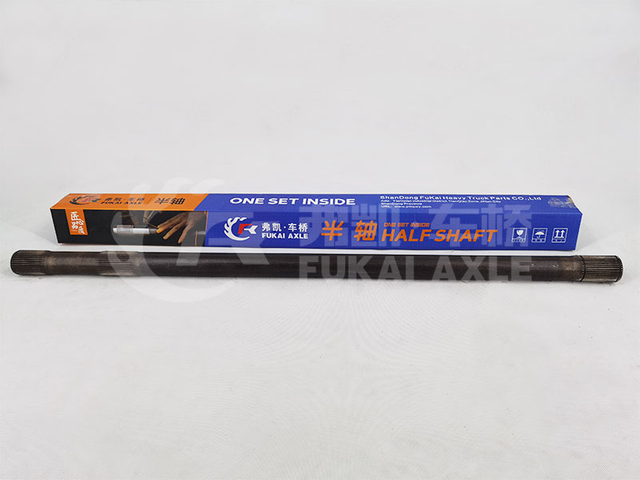 ONE SET INSIDE
ShanDong FuKai Heavy Truck Parts CO.,Ltd
弗凯·车桥
FUKAI AXLE
半轴
ONE SET INSIDE
HALF SHAFT
弗凯·车桥
FUKAI AXLE